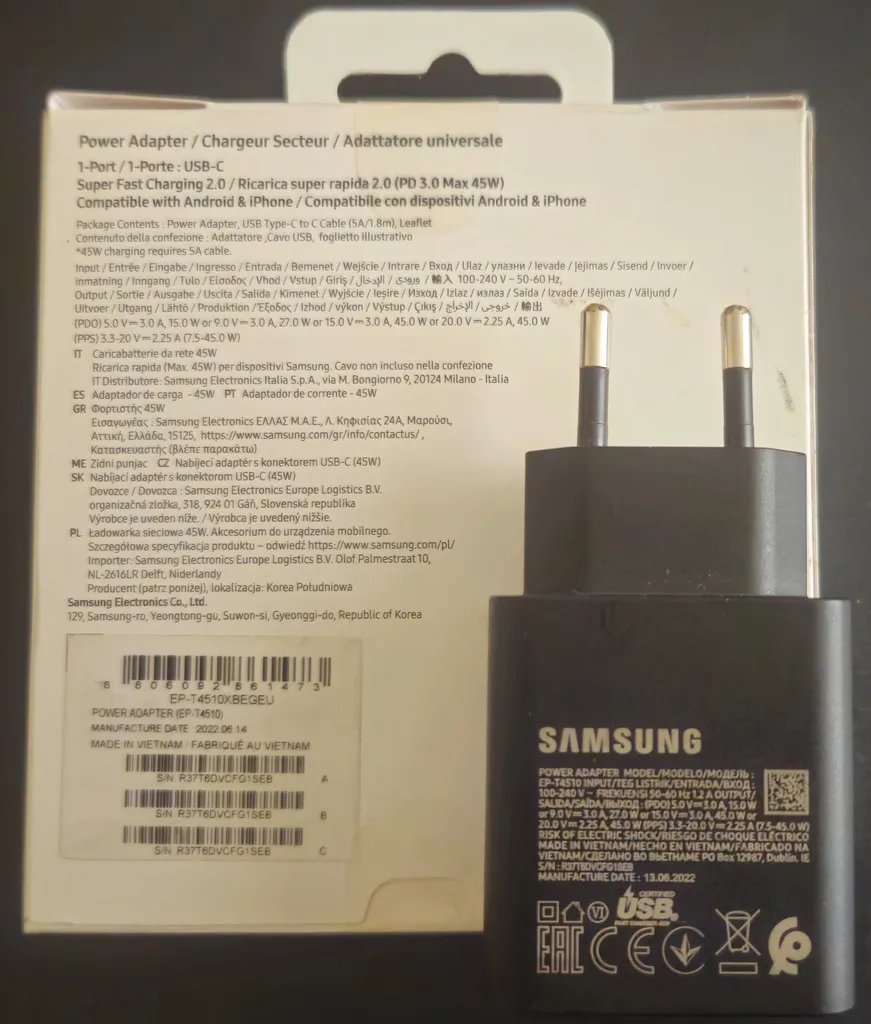 Power Adapter / Chargeur Secteur / Adattatore universale
1-Port / 1-Porte : USB-C
Super Fast Charging 2.0 / Ricarica super rapida 2.0 (PD 3.0 Max 45W)
Compatible with Android & iPhone / Compatibile con dispositivi Android & iPhone
Package Contents : Power Adapter, USB Type-C to C Cable (5A/1.8m), Leaflet
Contenuto della confezione : Adattatore ,Cavo USB, foglietto illustrativo
*45W charging requires 5A cable.
Input / Entrée / Eingabe / Ingresso / Entrada / Bemenet / Wejście / Intrare / Вход / Ulaz / улазни / Ievade / Įėjimas / Sisend / Invoer /
inmatning / Inngang / Tulo / Είσοδος / Vhod / Vstup / Giriş / الإدخال / ورودی / 輸入 100-240 V ~ 50-60 Hz,
Output / Sortie / Ausgabe / Uscita / Salida / Kimenet / Wyjście / Ieșire / Изход / Izlaz / излаз / Saída / Izvade / Išėjimas / Väljund /
Uitvoer / Utgang / Lähtö / Produktion / Έξοδος / Izhod / výkon / Výstup / Çıkış / خروجی / الإخراج / 輸出
(PDO) 5.0 V⎓3.0 A, 15.0 W or 9.0 V⎓3.0 A, 27.0 W or 15.0 V⎓3.0 A, 45.0 W or 20.0 V⎓2.25 A, 45.0 W
(PPS) 3.3-20 V⎓2.25 A (7.5-45.0 W)
IT Caricabatterie da rete 45W
Ricarica rapida (Max. 45W) per dispositivi Samsung. Cavo non incluso nella confezione
IT Distributore: Samsung Electronics Italia S.p.A., via M. Bongiorno 9, 20124 Milano - Italia
ES Adaptador de carga - 45W PT Adaptador de corrente - 45W
GR Φορτιστής 45W
Εισαγωγέας : Samsung Electronics ΕΛΛΑΣ Μ.Α.Ε., Λ. Κηφισίας 24Α, Μαρούσι,
Αττική, Ελλάδα, 15125, https://www.samsung.com/gr/info/contactus/ ,
Κατασκευαστής (βλέπε παρακάτω)
ME Zidni punjac CZ Nabíjecí adaptér s konektorem USB-C (45W)
SK Nabíjací adaptér s konektorom USB-C (45W)
Dovozce / Dovozca : Samsung Electronics Europe Logistics B.V.
organizačná zložka, 318, 924 01 Gáň, Slovenská republika
Výrobce je uveden níže. / Výrobca je uvedený nižšie.
PL Ładowarka sieciowa 45W. Akcesorium do urządzenia mobilnego.
Szczegółowa specyfikacja produktu – odwiedź https://www.samsung.com/pl/
Importer: Samsung Electronics Europe Logistics B.V. Olof Palmestraat 10,
NL-2616LR Delft, Niderlandy
Producent (patrz poniżej), lokalizacja: Korea Południowa
Samsung Electronics Co., Ltd.
129, Samsung-ro, Yeongtong-gu, Suwon-si, Gyeonggi-do, Republic of Korea
8 806092 861473
EP-T4510XBEGEU
POWER ADAPTER (EP-T4510)
MANUFACTURE DATE 2022.06.14
MADE IN VIETNAM / FABRIQUÉ AU VIETNAM
S/N R37T6DVCFG1SEB A
S/N R37T6DVCFG1SEB B
S/N R37T6DVCFG1SEB C
SAMSUNG
POWER ADAPTER MODEL/MODELO/МОДЕЛЬ :
EP-T4510 INPUT/TEG LISTRIK/ENTRADA/ВХОД :
100-240 V ~ FREKUENSI 50-60 Hz 1.2 A OUTPUT/
SALIDA/SAÍDA/ВЫХОД : (PDO) 5.0 V⎓3.0 A, 15.0 W
or 9.0 V⎓3.0 A, 27.0 W or 15.0 V⎓3.0 A, 45.0 W or
20.0 V⎓2.25 A, 45.0 W (PPS) 3.3-20.0 V⎓2.25 A (7.5-45.0 W)
RISK OF ELECTRIC SHOCK/RIESGO DE CHOQUE ELÉCTRICO
MADE IN VIETNAM/HECHO EN VIETNAM/FABRICADO NA
VIETNAM/СДЕЛАНО ВО ВЬЕТНАМЕ PO Box 12987, Dublin. IE
S/N : R37T6DVCFG1SEB
MANUFACTURE DATE : 13.06.2022
VI
CERTIFIED
USB
FAST CHARGER 45W
EAC CE